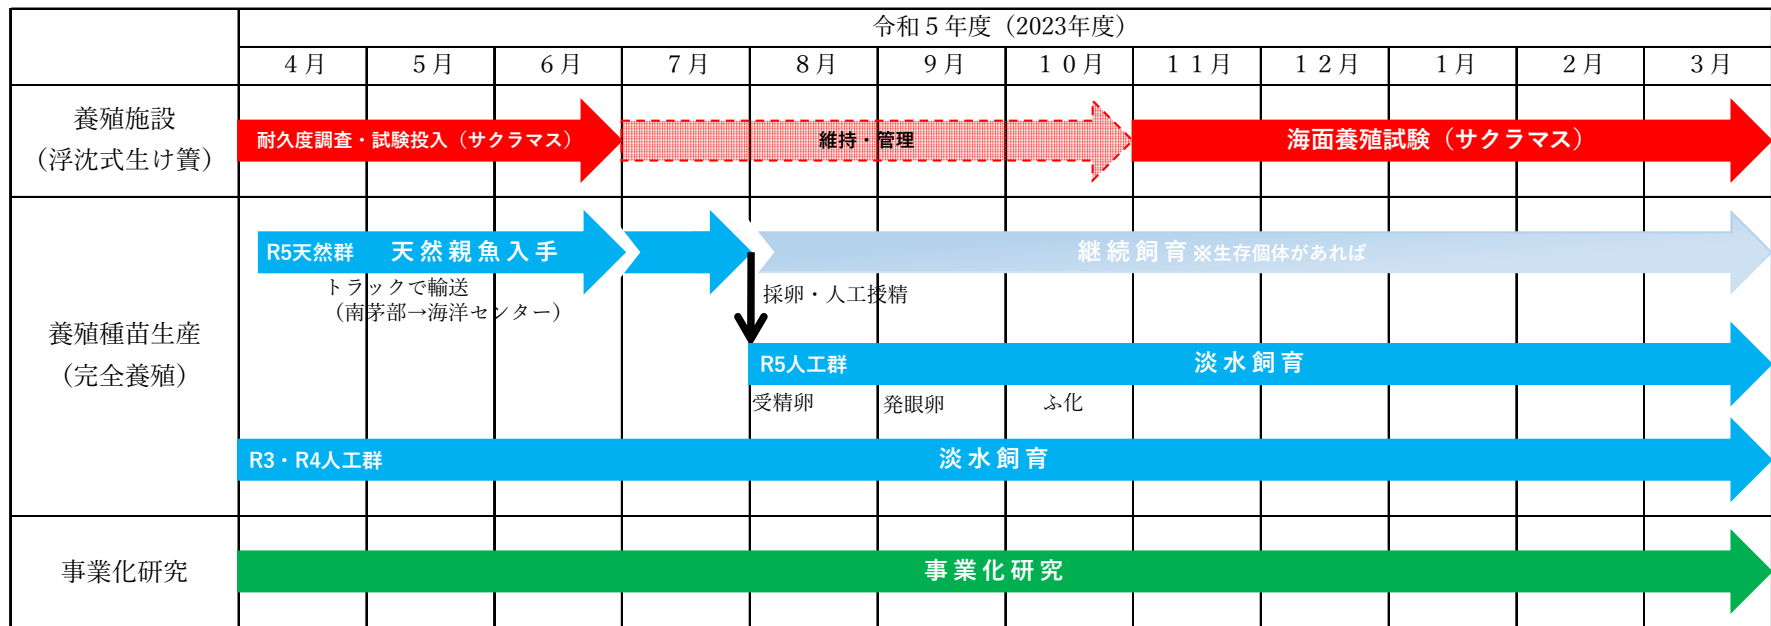 令和５年度（2023年度）
４月 ５月 ６月 ７月 ８月 ９月 １０月 １１月 １２月 １月 ２月 ３月
養殖施設
（浮沈式生け簀）
耐久度調査・試験投入（サクラマス）
維持・管理
海面養殖試験（サクラマス）
養殖種苗生産
（完全養殖）
R5天然群 天然親魚入手
継続飼育※生存個体があれば
トラックで輸送
（南茅部→海洋センター）
採卵・人工授精
R5人工群 淡水飼育
受精卵 発眼卵 ふ化
R3・R4人工群 淡水飼育
事業化研究
事業化研究